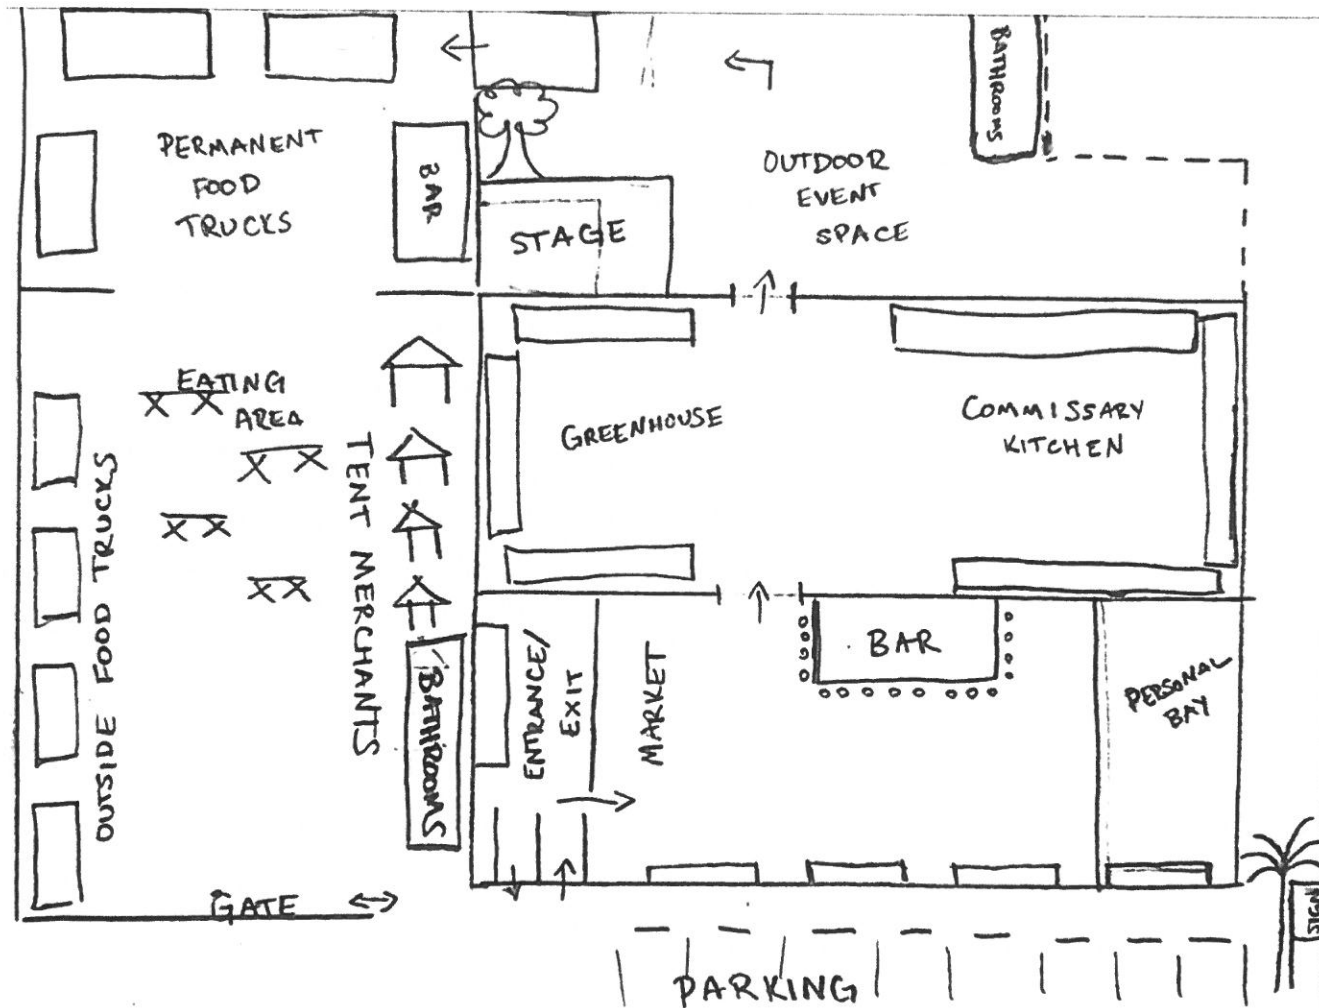 BATHROOMS
PERMANENT
FOOD
TRUCKS
BAR
OUTDOOR
EVENT
SPACE
STAGE
EATING
AREA
GREENHOUSE
COMMISSARY
KITCHEN
OUTSIDE FOOD TRUCKS
TENT MERCHANTS
BATHROOMS
ENTRANCE/
EXIT
MARKET
BAR
PERSONAL
BAY
GATE
SIGN
PARKING